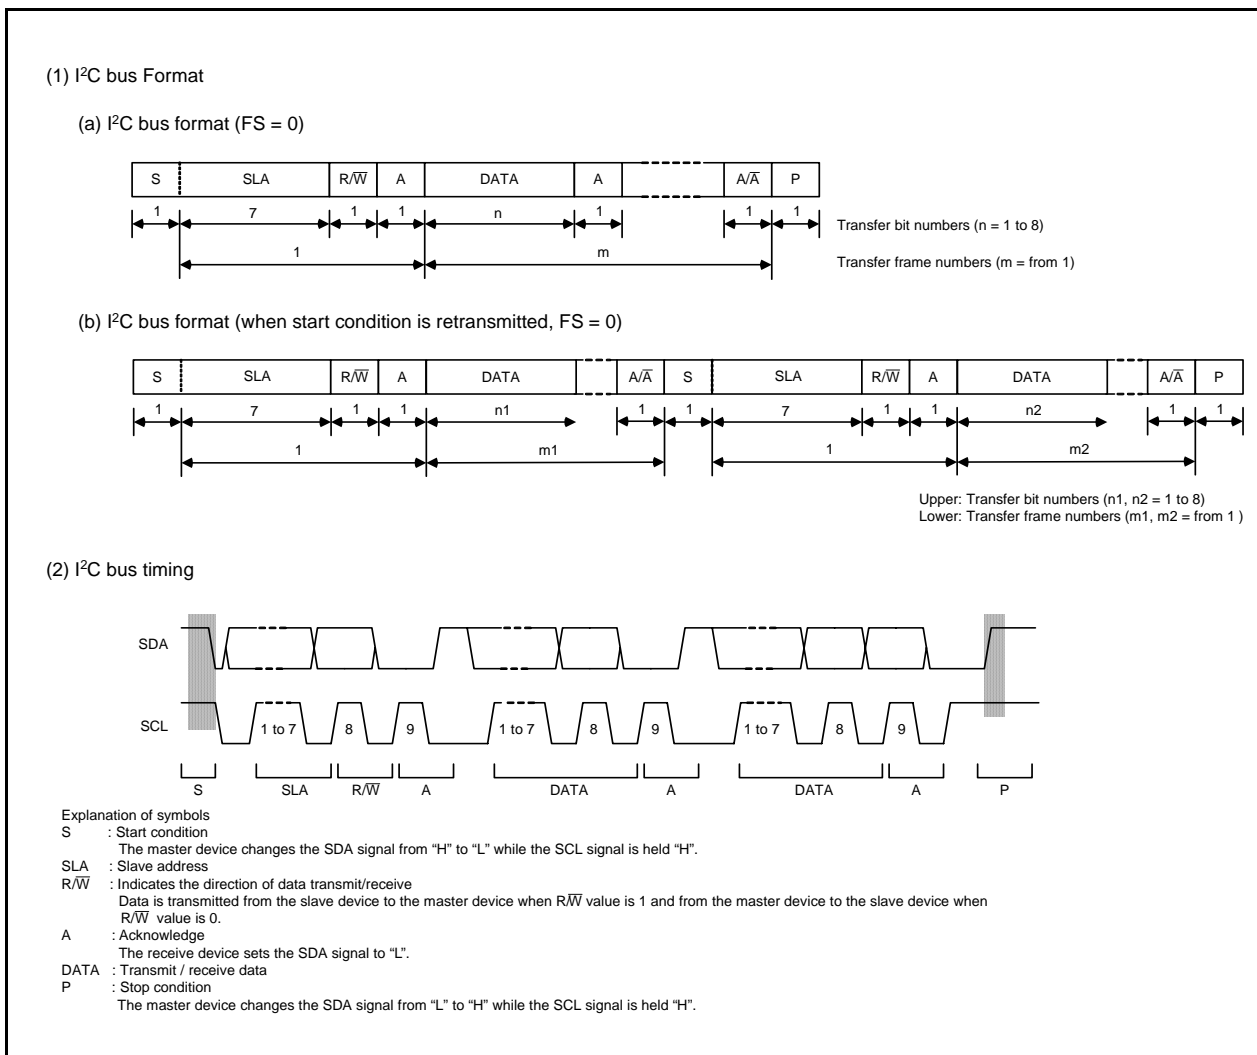 (1) I²C bus Format
(a) I²C bus format (FS = 0)
S SLA R/W̅ A DATA A A/A̅ P
1 7 1 1 n 1 1 1
Transfer bit numbers (n = 1 to 8)
1 m
Transfer frame numbers (m = from 1)
(b) I²C bus format (when start condition is retransmitted, FS = 0)
S SLA R/W̅ A DATA A/A̅ S SLA R/W̅ A DATA A/A̅ P
1 7 1 1 n1 1 1 7 1 1 n2 1 1
1 m1 1 m2
Upper: Transfer bit numbers (n1, n2 = 1 to 8)
Lower: Transfer frame numbers (m1, m2 = from 1 )
(2) I²C bus timing
SDA
SCL 1 to 7 8 9 1 to 7 8 9 1 to 7 8 9
S SLA R/W̅ A DATA A DATA A P
Explanation of symbols
S : Start condition
The master device changes the SDA signal from “H” to “L” while the SCL signal is held “H”.
SLA : Slave address
R/W̅ : Indicates the direction of data transmit/receive
Data is transmitted from the slave device to the master device when R/W̅ value is 1 and from the master device to the slave device when
R/W̅ value is 0.
A : Acknowledge
The receive device sets the SDA signal to “L”.
DATA : Transmit / receive data
P : Stop condition
The master device changes the SDA signal from “L” to “H” while the SCL signal is held “H”.